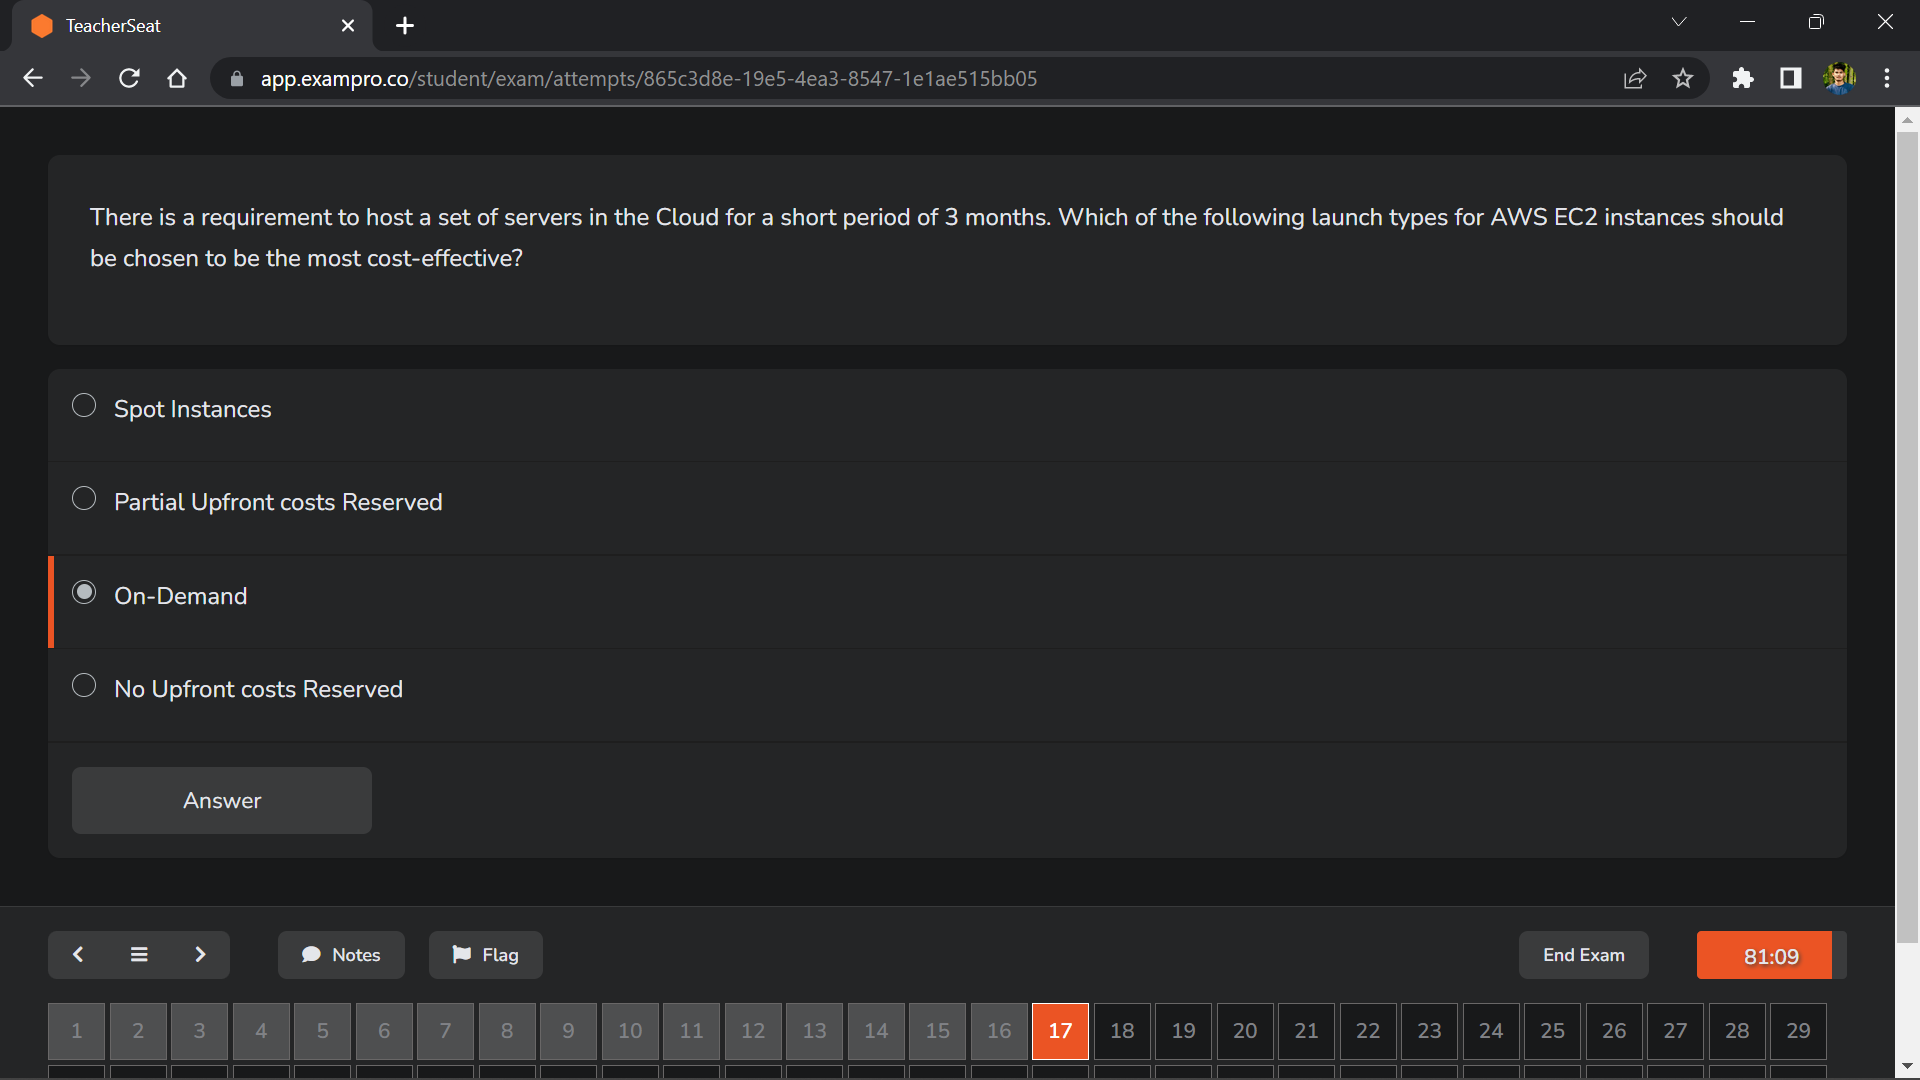 TeacherSeat
app.exampro.co/student/exam/attempts/865c3d8e-19e5-4ea3-8547-1e1ae515bb05
There is a requirement to host a set of servers in the Cloud for a short period of 3 months. Which of the following launch types for AWS EC2 instances should
be chosen to be the most cost-effective?
Spot Instances
Partial Upfront costs Reserved
On-Demand
No Upfront costs Reserved
Answer
Notes Flag End Exam 81:09
1 2 3 4 5 6 7 8 9 10 11 12 13 14 15 16 17 18 19 20 21 22 23 24 25 26 27 28 29